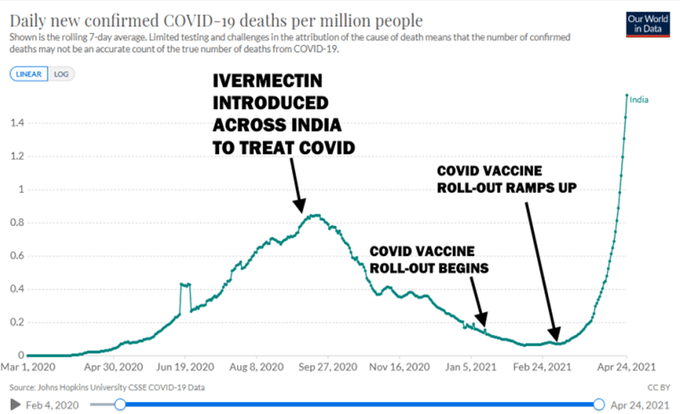 Daily new confirmed COVID-19 deaths per million people
Shown is the rolling 7-day average. Limited testing and challenges in the attribution of the cause of death means that the number of confirmed
deaths may not be an accurate count of the true number of deaths from COVID-19.
Our World
in Data
LINEAR LOG
IVERMECTIN
INTRODUCED
ACROSS INDIA
TO TREAT COVID
India
1.4
1.2
COVID VACCINE
ROLL-OUT RAMPS UP
1
0.8
COVID VACCINE
ROLL-OUT BEGINS
0.6
0.4
0.2
0
Mar 1, 2020 Apr 30, 2020 Jun 19, 2020 Aug 8, 2020 Sep 27, 2020 Nov 16, 2020 Jan 5, 2021 Feb 24, 2021 Apr 24, 2021
Source: Johns Hopkins University CSSE COVID-19 Data CC BY
Feb 4, 2020 Apr 24, 2021